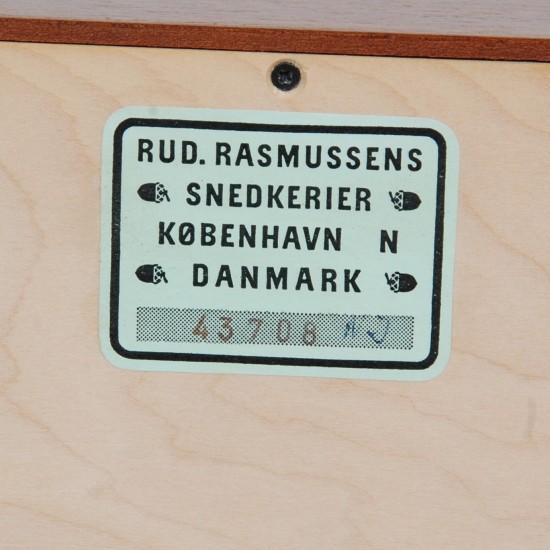 RUD. RASMUSSENS
SNEDKERIER
KØBENHAVN N
DANMARK
43708